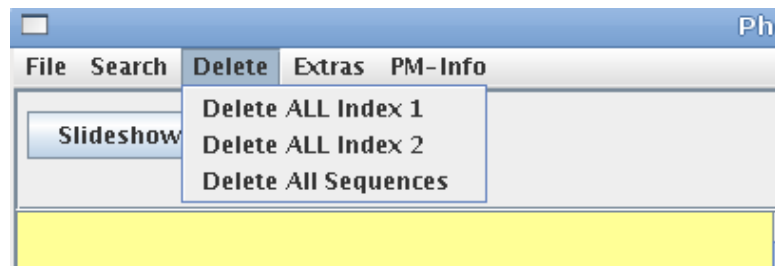 Ph
File Search Delete Extras PM-Info
Delete ALL Index 1
Slideshow
Delete ALL Index 2
Delete All Sequences